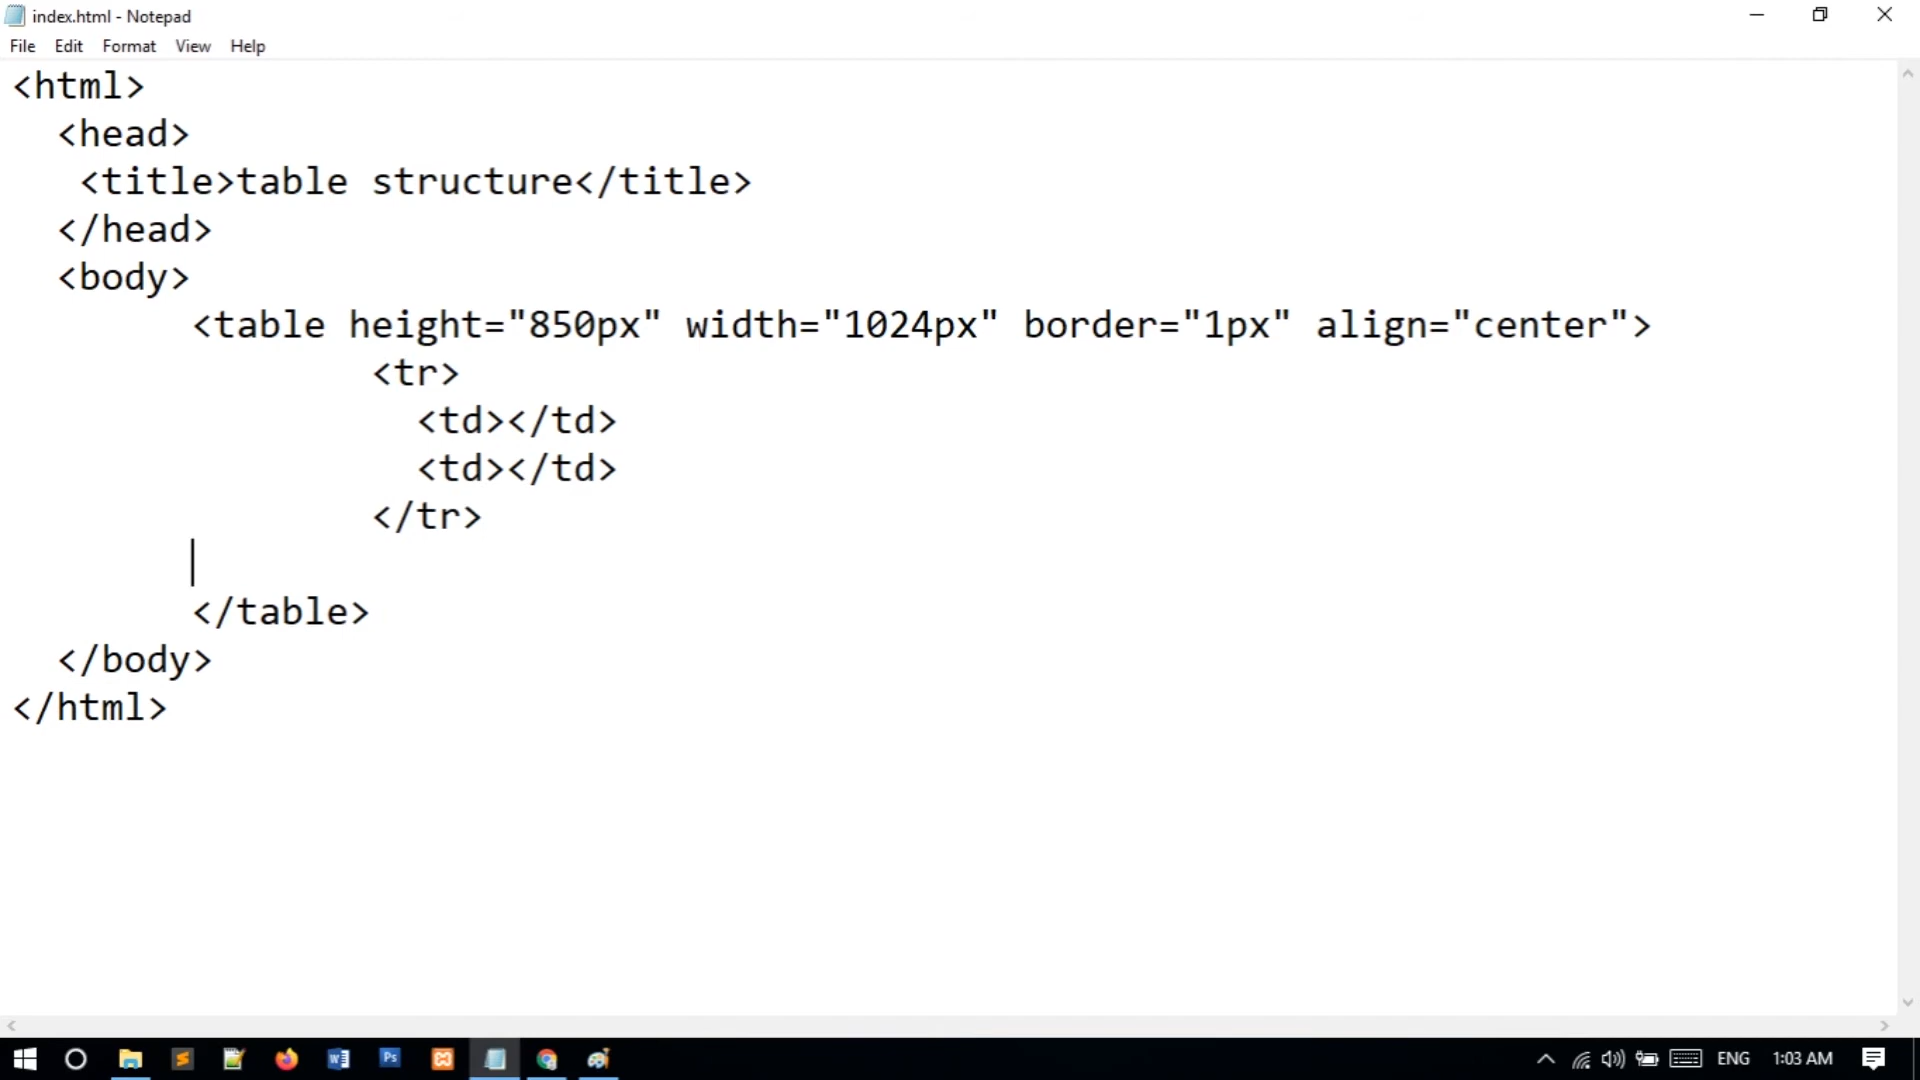 index.html - Notepad
File Edit Format View Help
<html>
<head>
<title>table structure</title>
</head>
<body>
<table height="850px" width="1024px" border="1px" align="center">
<tr>
<td></td>
<td></td>
</tr>
</table>
</body>
</html>
Ps
ENG 1:03 AM